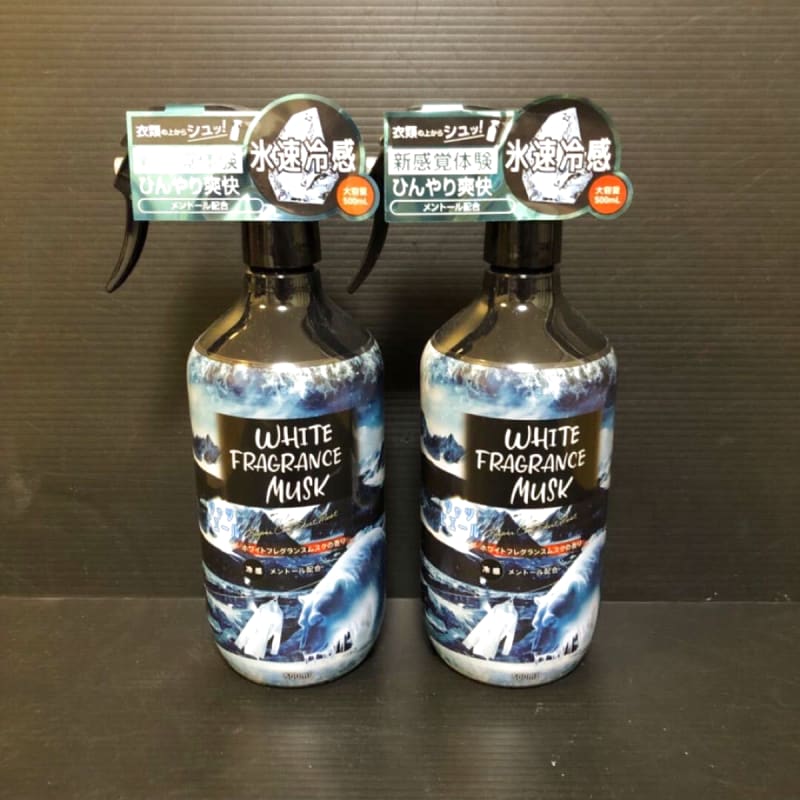 衣類の上からシュッ!
ひんやり爽快
メントール配合
氷速冷感
大容量
500mL
衣類の上からシュッ!
新感覚体験
ひんやり爽快
メントール配合
氷速冷感
大容量
500mL
WHITE
FRAGRANCE
MUSK
ホワイトフレグランスムスクの香り
冷感 メントール配合
500ml
WHITE
FRAGRANCE
MUSK
ホワイトフレグランスムスクの香り
冷感 メントール配合
500ml